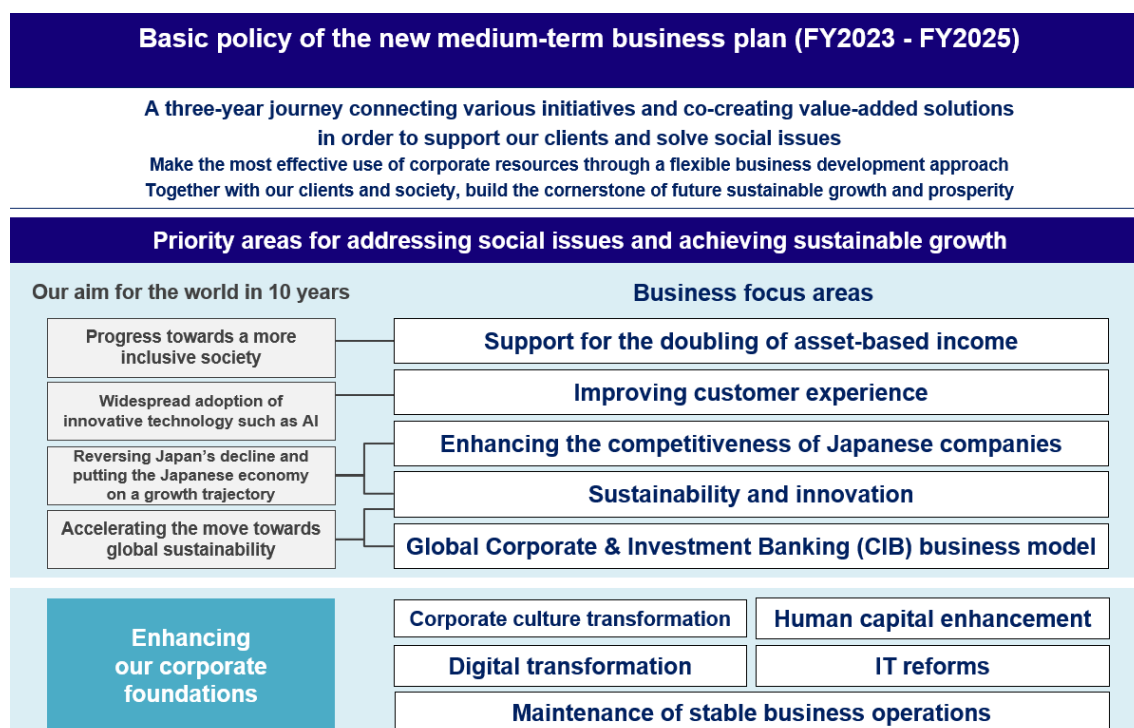 Basic policy of the new medium-term business plan (FY2023 - FY2025)
A three-year journey connecting various initiatives and co-creating value-added solutions
in order to support our clients and solve social issues
Make the most effective use of corporate resources through a flexible business development approach
Together with our clients and society, build the cornerstone of future sustainable growth and prosperity
Priority areas for addressing social issues and achieving sustainable growth
Our aim for the world in 10 years
Business focus areas
Progress towards a more
inclusive society
Support for the doubling of asset-based income
Widespread adoption of
innovative technology such as AI
Improving customer experience
Reversing Japan's decline and
putting the Japanese economy
on a growth trajectory
Enhancing the competitiveness of Japanese companies
Sustainability and innovation
Accelerating the move towards
global sustainability
Global Corporate & Investment Banking (CIB) business model
Enhancing
our corporate
foundations
Corporate culture transformation
Human capital enhancement
Digital transformation
IT reforms
Maintenance of stable business operations